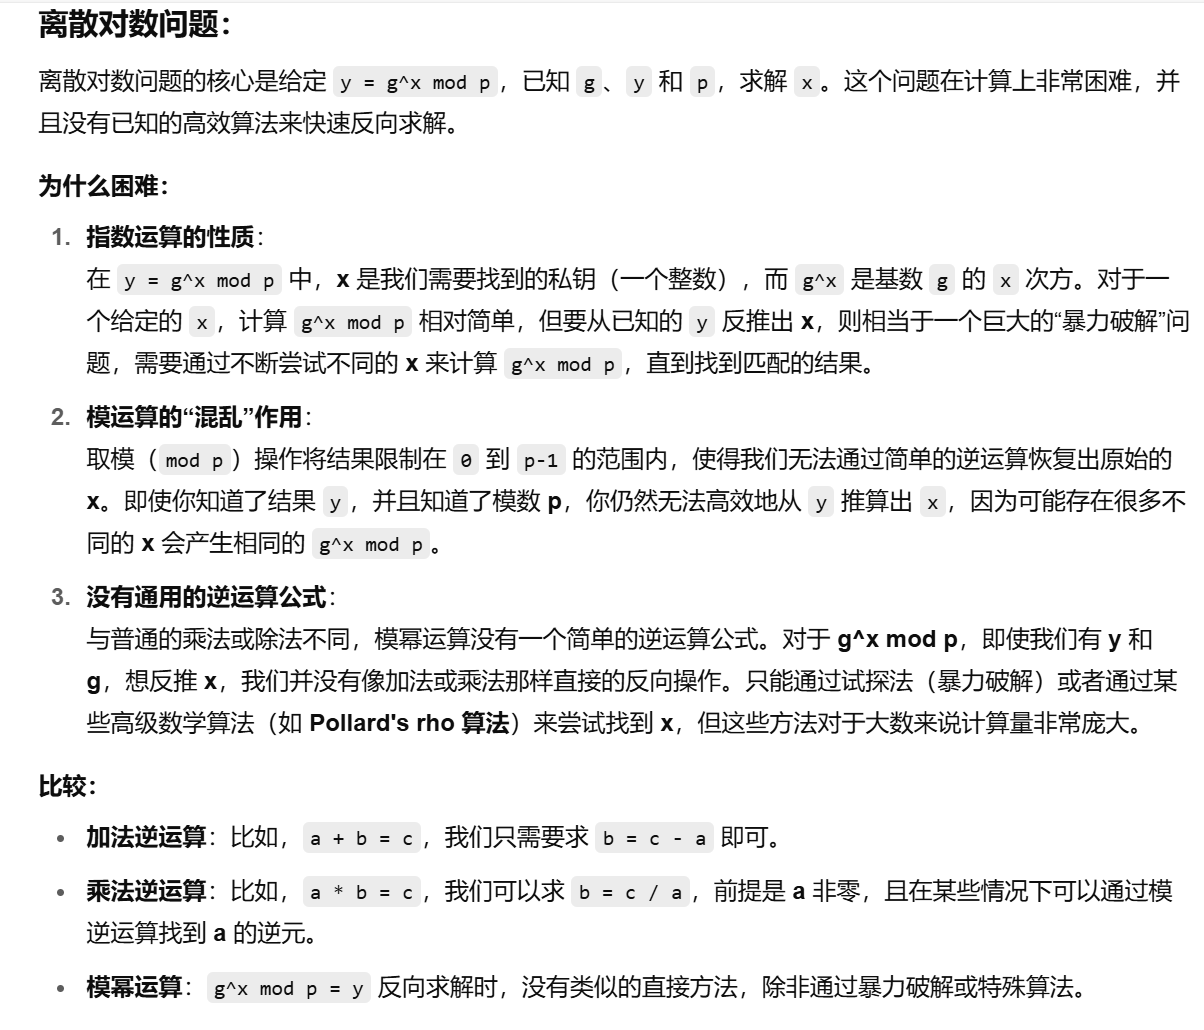 离散对数问题：
离散对数问题的核心是给定 y = g^x mod p，已知 g、y 和 p，求解 x。这个问题在计算上非常困难，并
且没有已知的高效算法来快速反向求解。
为什么困难：
1. 指数运算的性质：
在 y = g^x mod p 中，x 是我们需要找到的私钥（一个整数），而 g^x 是基数 g 的 x 次方。对于一
个给定的 x，计算 g^x mod p 相对简单，但要从已知的 y 反推出 x，则相当于一个巨大的“暴力破解”问
题，需要通过不断尝试不同的 x 来计算 g^x mod p，直到找到匹配的结果。
2. 模运算的“混乱”作用：
取模（mod p）操作将结果限制在 0 到 p-1 的范围内，使得我们无法通过简单的逆运算恢复出原始的
x。即使你知道了结果 y，并且知道了模数 p，你仍然无法高效地从 y 推算出 x，因为可能存在很多不
同的 x 会产生相同的 g^x mod p。
3. 没有通用的逆运算公式：
与普通的乘法或除法不同，模幂运算没有一个简单的逆运算公式。对于 g^x mod p，即使我们有 y 和
g，想反推 x，我们并没有像加法或乘法那样直接的反向操作。只能通过试探法（暴力破解）或者通过某
些高级数学算法（如 Pollard's rho 算法）来尝试找到 x，但这些方法对于大数来说计算量非常庞大。
比较：
• 加法逆运算：比如，a + b = c，我们只需要求 b = c - a 即可。
• 乘法逆运算：比如，a * b = c，我们可以求 b = c / a，前提是 a 非零，且在某些情况下可以通过模
逆运算找到 a 的逆元。
• 模幂运算：g^x mod p = y 反向求解时，没有类似的直接方法，除非通过暴力破解或特殊算法。